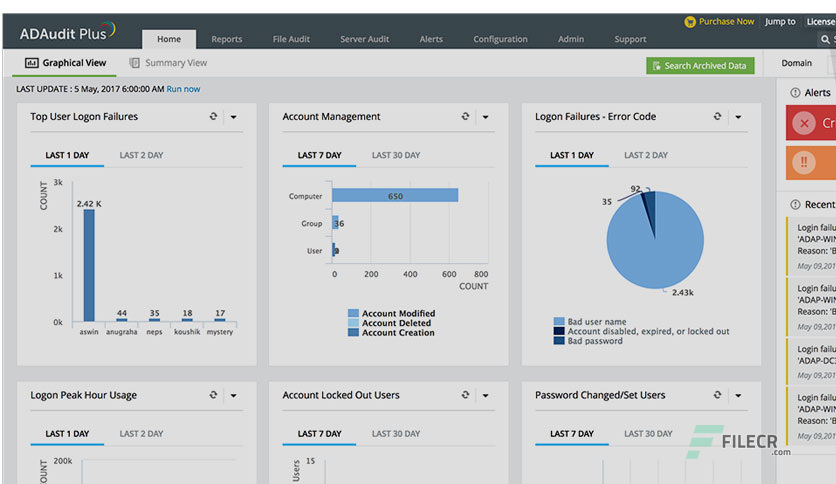 ADAudit Plus
Purchase Now Jump to License
Home Reports File Audit Server Audit Alerts Configuration Admin Support
Graphical View Summary View Search Archived Data Domain
LAST UPDATE : 5 May, 2017 6:00:00 AM Run now
Alerts
Top User Logon Failures
LAST 1 DAY LAST 2 DAY
COUNT
3k
2k
1k
0k
2.42 K
44 35 18 17
aswin anugraha neps koushik mystery
Account Management
LAST 7 DAY LAST 30 DAY
Computer 650
Group 36
User
0 200 400 600 800
COUNT
Account Modified
Account Deleted
Account Creation
Logon Failures - Error Code
LAST 1 DAY LAST 2 DAY
92
35
2.43k
Bad user name
Account disabled, expired, or locked out
Bad password
Cri
!!
Recent
Login failu
'ADAP-WIN
Reason: 'B
May 09,201
Login failu
'ADAP-WIN
Reason: 'B
May 09,201
Login failu
'ADAP-DC
May 09,201
Login failu
'ADAP-WIN
Reason: 'B
May 09,201
Logon Peak Hour Usage
LAST 1 DAY LAST 2 DAY
200k
COUNT
Account Locked Out Users
LAST 7 DAY LAST 30 DAY
15
Users
Password Changed/Set Users
LAST 7 DAY LAST 30 DAY
FILECR
.com